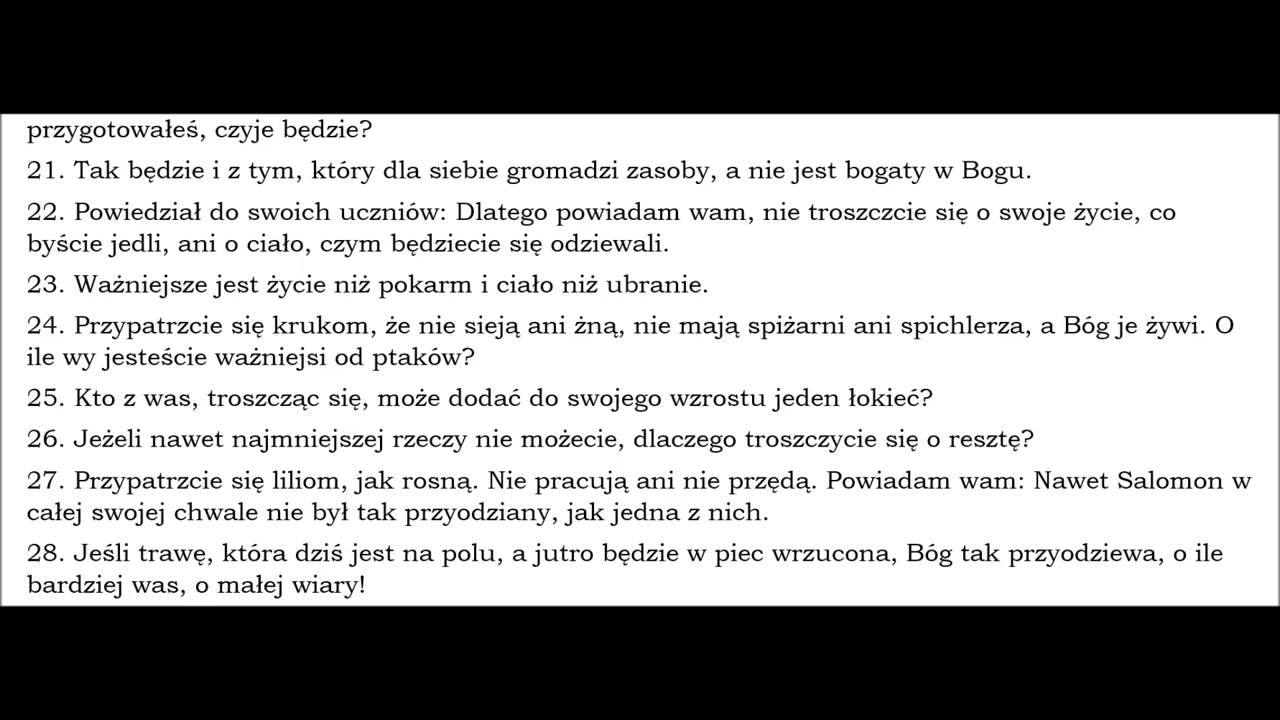 przygotowałeś, czyje będzie?
21. Tak będzie i z tym, który dla siebie gromadzi zasoby, a nie jest bogaty w Bogu.
22. Powiedział do swoich uczniów: Dlatego powiadam wam, nie troszczcie się o swoje życie, co
byście jedli, ani o ciało, czym będziecie się odziewali.
23. Ważniejsze jest życie niż pokarm i ciało niż ubranie.
24. Przypatrzcie się krukom, że nie sieją ani żną, nie mają spiżarni ani spichlerza, a Bóg je żywi. O
ile wy jesteście ważniejsi od ptaków?
25. Kto z was, troszcząc się, może dodać do swojego wzrostu jeden łokieć?
26. Jeżeli nawet najmniejszej rzeczy nie możecie, dlaczego troszczycie się o resztę?
27. Przypatrzcie się liliom, jak rosną. Nie pracują ani nie przędą. Powiadam wam: Nawet Salomon w
całej swojej chwale nie był tak przyodziany, jak jedna z nich.
28. Jeśli trawę, która dziś jest na polu, a jutro będzie w piec wrzucona, Bóg tak przyodziewa, o ile
bardziej was, o małej wiary!